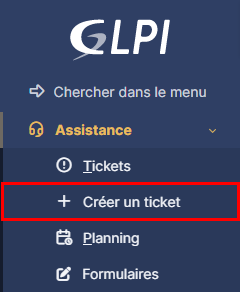 GLPI
Chercher dans le menu
Assistance
Tickets
Créer un ticket
Planning
Formulaires